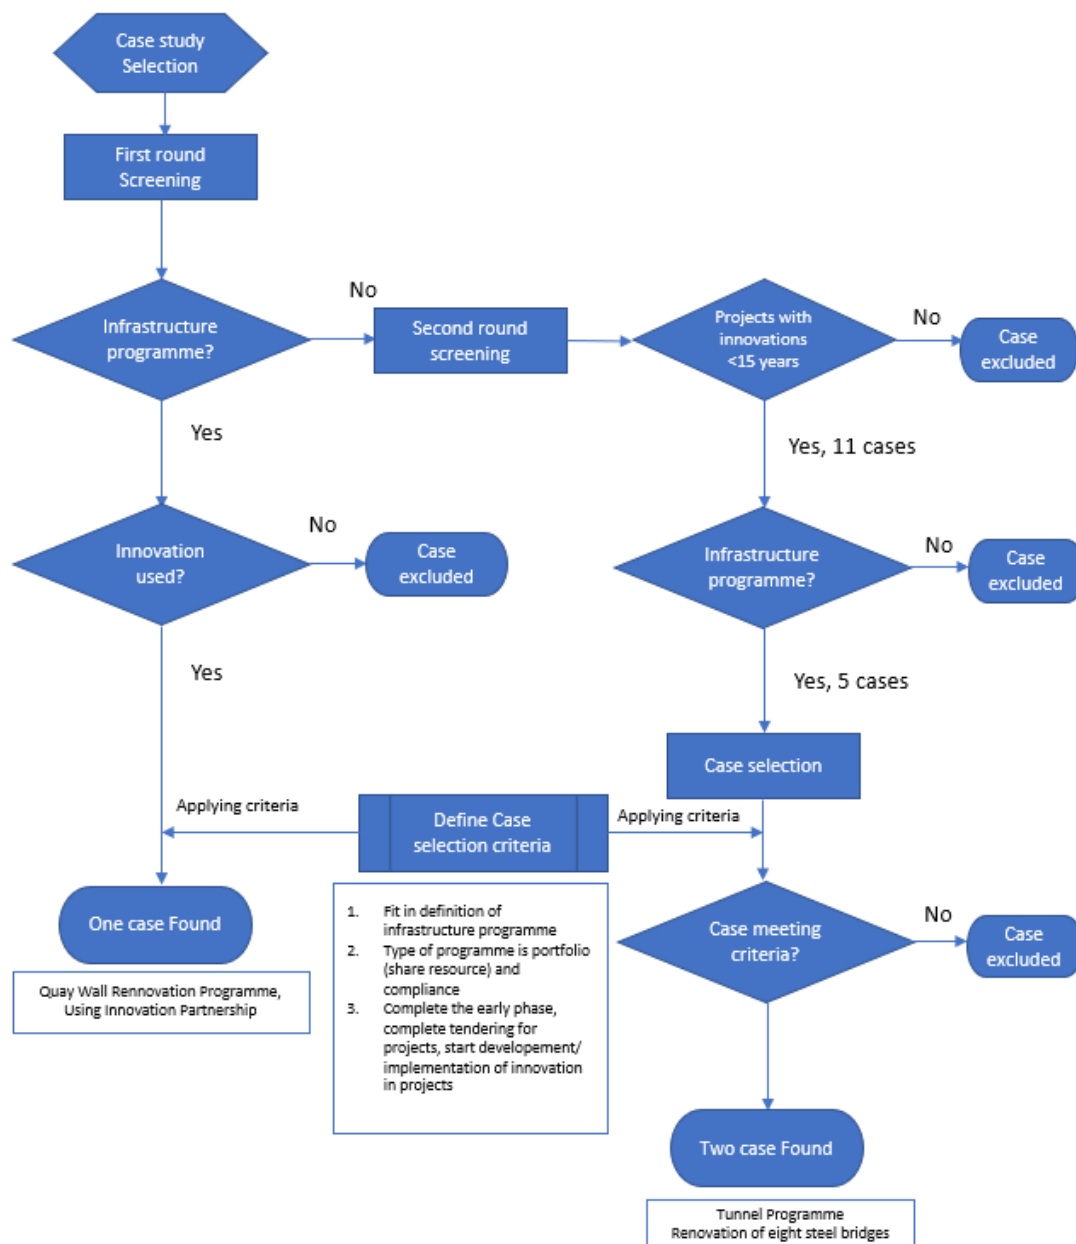 Case study
Selection
First round
Screening
Infrastructure
programme?
No
Second round
screening
Projects with
innovations
<15 years
No
Case
excluded
Yes
Yes, 11 cases
Innovation
used?
No
Case
excluded
Infrastructure
programme?
No
Case
excluded
Yes
Yes, 5 cases
Case selection
Applying criteria
Define Case
selection criteria
Applying criteria
One case Found
Quay Wall Rennovation Programme,
Using Innovation Partnership
1. Fit in definition of
infrastructure programme
2. Type of programme is portfolio
(share resource) and
compliance
3. Complete the early phase,
complete tendering for
projects, start developement/
implementation of innovation
in projects
Case meeting
criteria?
No
Case
excluded
Two case Found
Tunnel Programme
Renovation of eight steel bridges